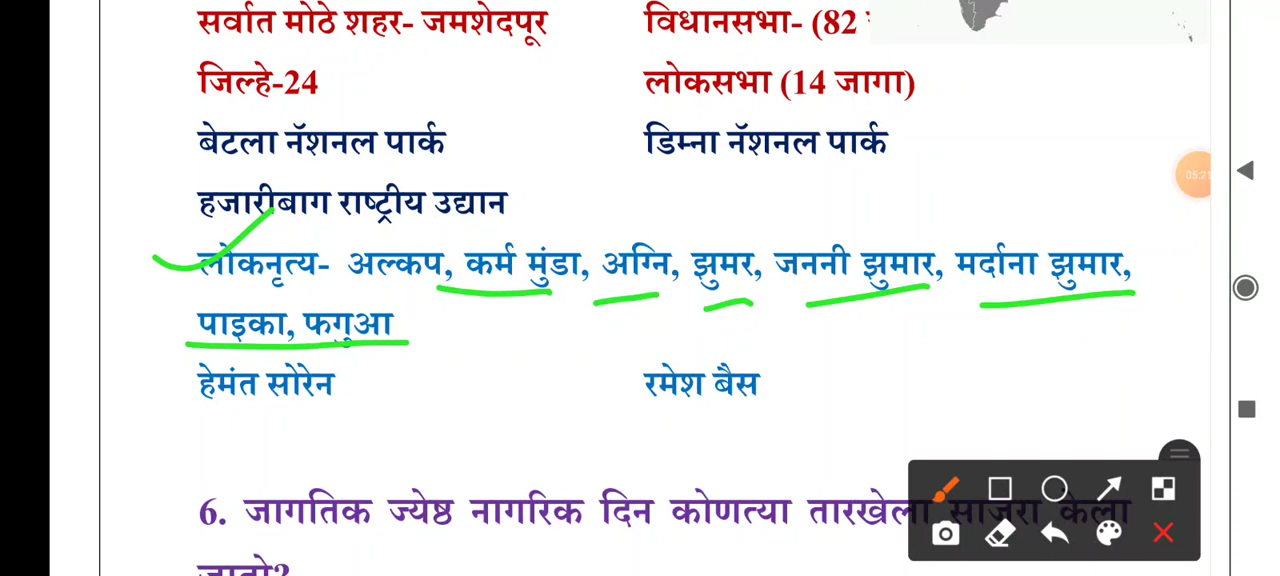 सर्वात मोठे शहर- जमशेदपूर विधानसभा- (82
जिल्हे-24 लोकसभा (14 जागा)
बेटला नॅशनल पार्क डिम्ना नॅशनल पार्क
हजारीबाग राष्ट्रीय उद्यान
लोकनृत्य- अल्कप, कर्म मुंडा, अग्नि, झुमर, जननी झुमार, मर्दाना झुमार,
पाइका, फगुआ
हेमंत सोरेन रमेश बैस
6. जागतिक ज्येष्ठ नागरिक दिन कोणत्या तारखेला साजरा केला
जातो?